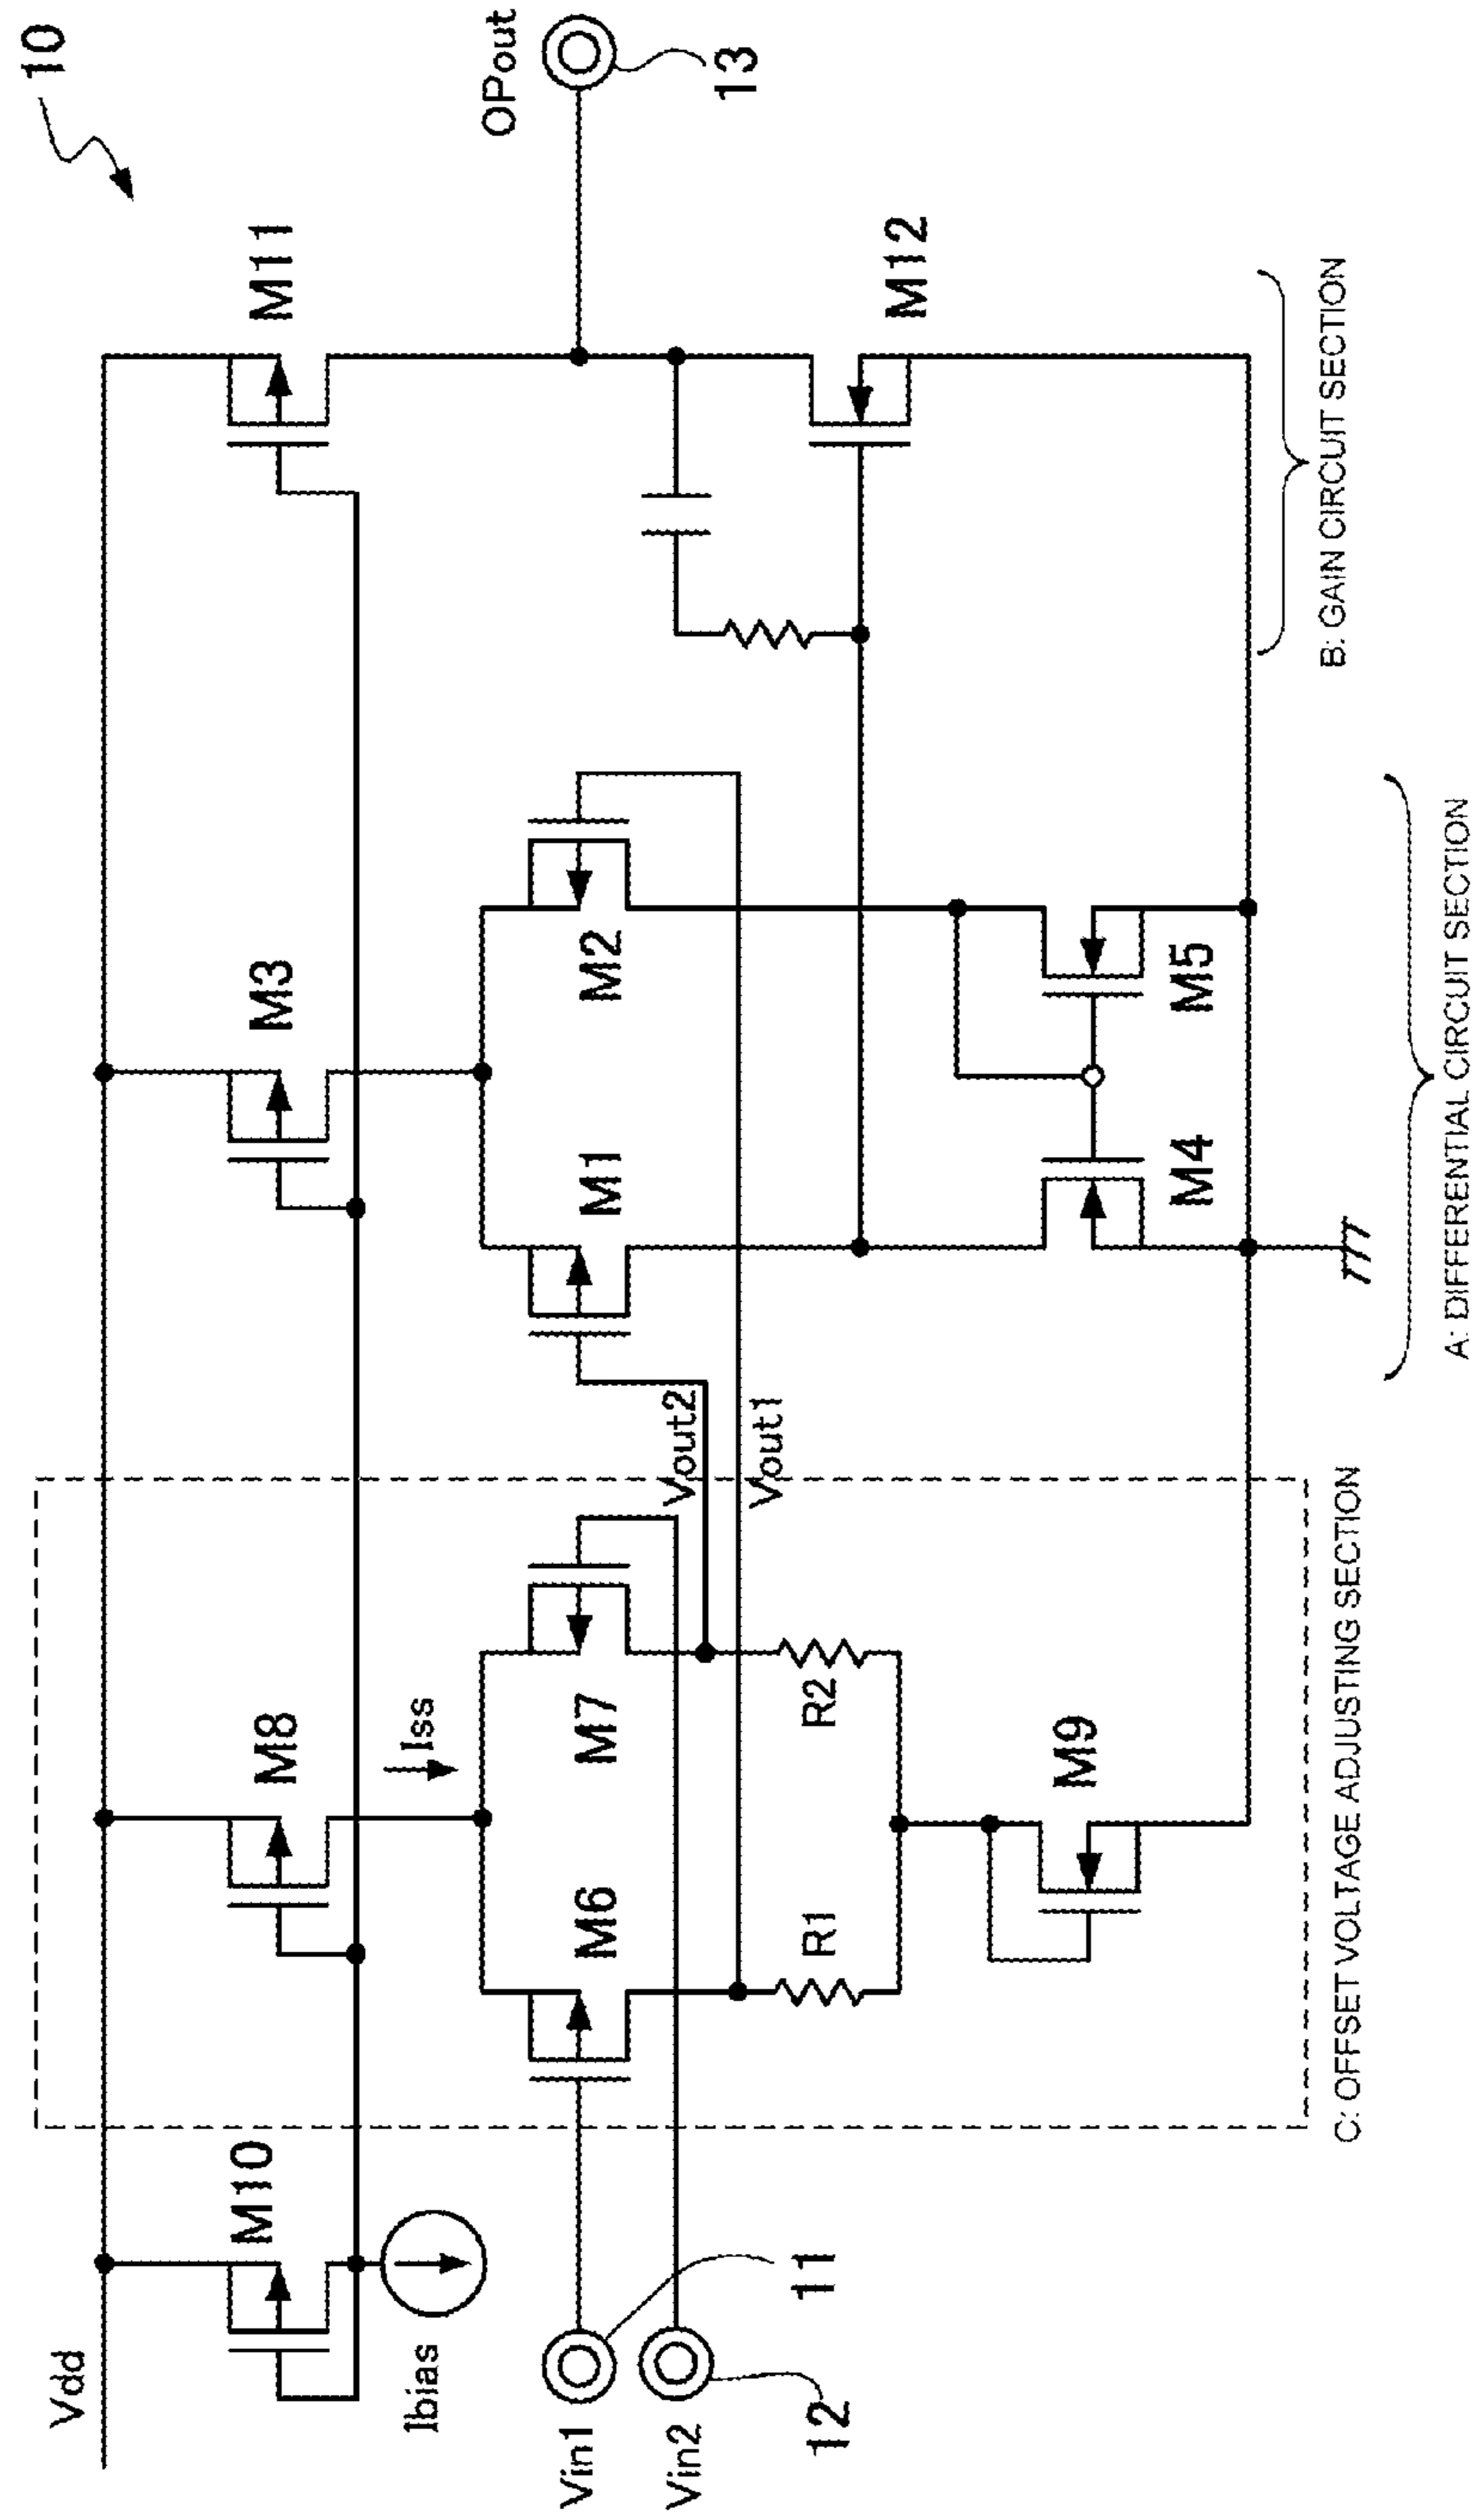 10
Vdd
M10
M8
M3
M11
Ibias
Iss
OPout
13
Vin1
M6
M7
M1
M2
Vin2
11
12
Vout2
Vout1
R1
R2
M12
M9
M4
M5
C: OFFSET VOLTAGE ADJUSTING SECTION
A: DIFFERENTIAL CIRCUIT SECTION
B: GAIN CIRCUIT SECTION